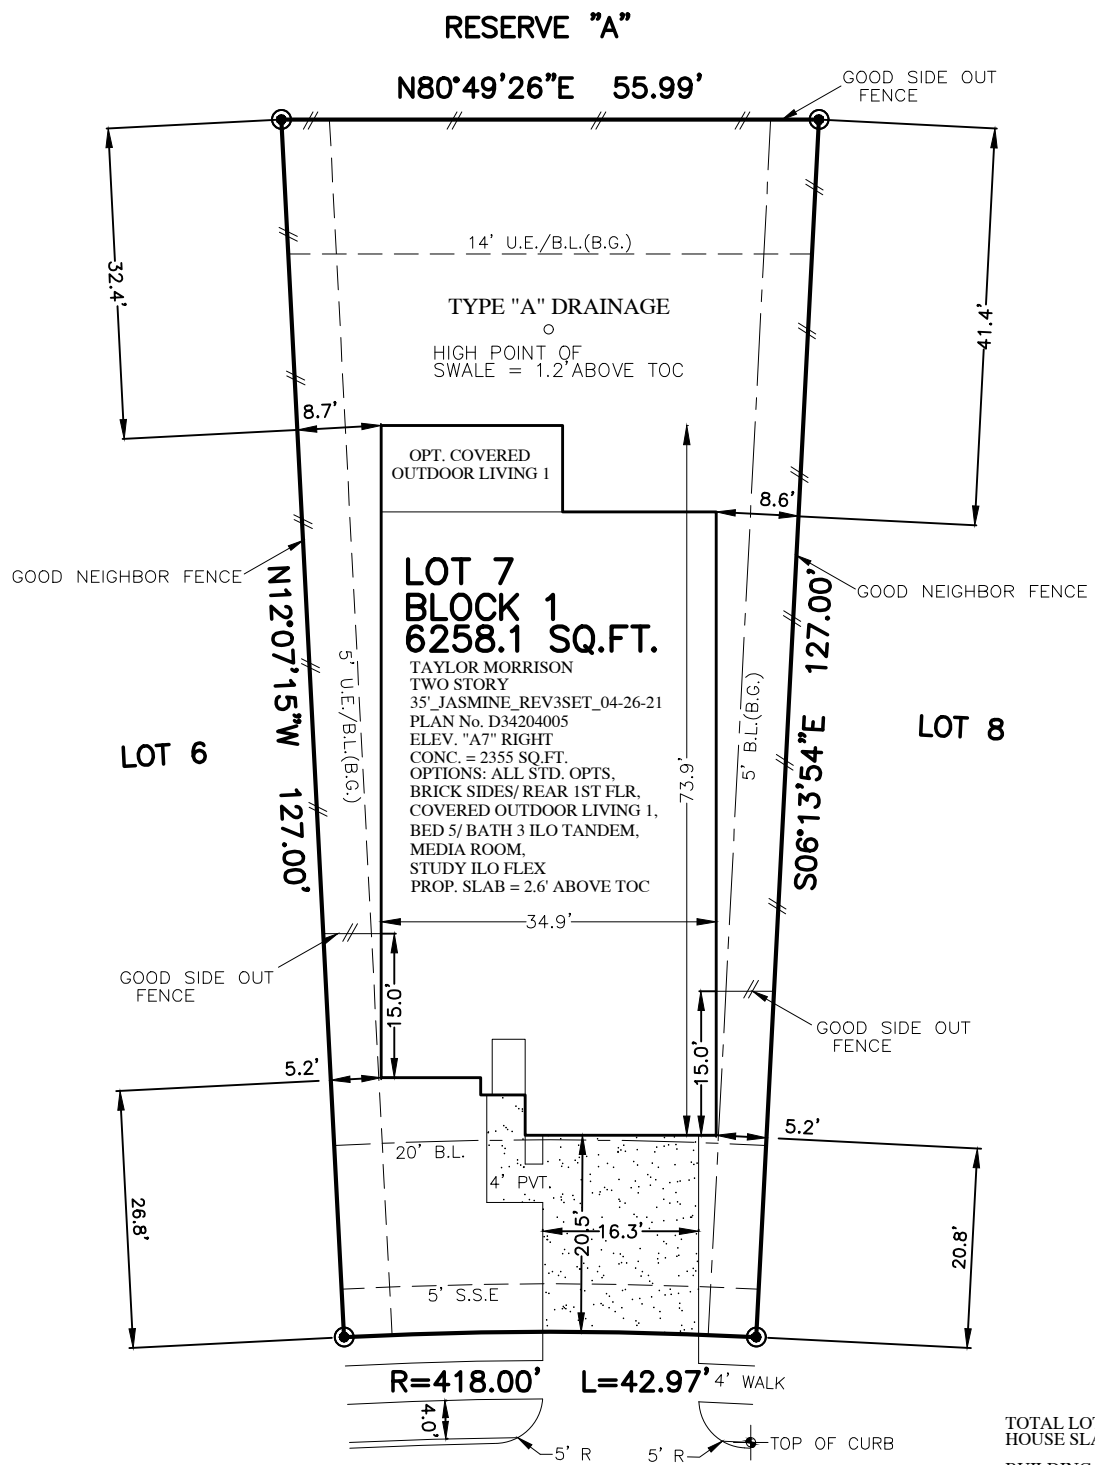 RESERVE "A"
N80°49'26"E 55.99'
GOOD SIDE OUT
FENCE
14' U.E./B.L.(B.G.)
32.4'
41.4'
TYPE "A" DRAINAGE
HIGH POINT OF
SWALE = 1.2' ABOVE TOC
8.7'
OPT. COVERED
OUTDOOR LIVING 1
8.6'
GOOD NEIGHBOR FENCE
GOOD NEIGHBOR FENCE
N12°07'15"W 127.00'
S06°13'54"E 127.00'
5' U.E./B.L.(B.G.)
5' B.L.(B.G.)
LOT 7
BLOCK 1
6258.1 SQ.FT.
TAYLOR MORRISON
TWO STORY
35'_JASMINE_REV3SET_04-26-21
PLAN No. D34204005
ELEV. "A7" RIGHT
CONC. = 2355 SQ.FT.
OPTIONS: ALL STD. OPTS,
BRICK SIDES/ REAR 1ST FLR,
COVERED OUTDOOR LIVING 1,
BED 5/ BATH 3 ILO TANDEM,
MEDIA ROOM,
STUDY ILO FLEX
PROP. SLAB = 2.6' ABOVE TOC
LOT 6
LOT 8
73.9'
34.9'
GOOD SIDE OUT
FENCE
15.0'
15.0'
GOOD SIDE OUT
FENCE
5.2'
5.2'
20' B.L.
4' PVT.
26.8'
20.5'
16.3'
20.8'
5' S.S.E
R=418.00' L=42.97'
4' WALK
4.0'
5' R
5' R
TOP OF CURB
TOTAL LO
HOUSE SLA